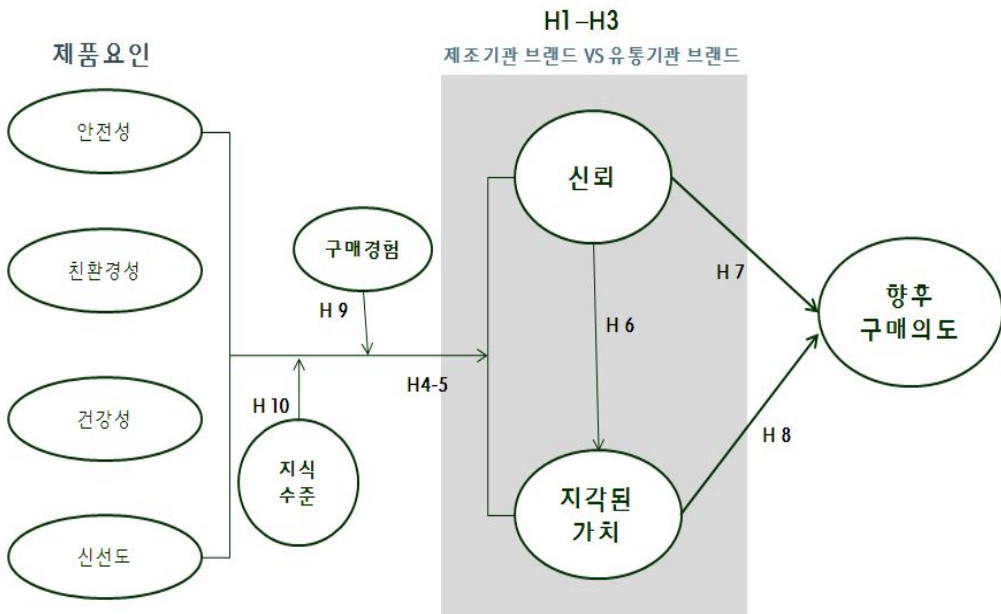 H1–H3
제품요인
제조기관 브랜드 VS 유통기관 브랜드
안전성
신뢰
구매경험
친환경성
H 7
향후
구매의도
H 9
H 6
H4-5
H 10
건강성
H 8
지식
수준
지각된
가치
신선도